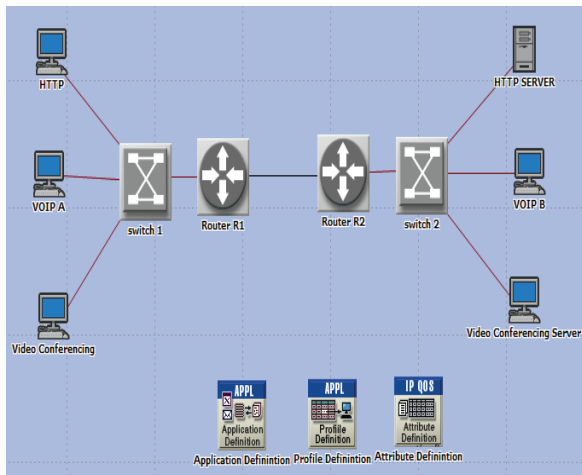 HTTP
HTTP SERVER
VOIP A
switch 1
Router R1
Router R2
switch 2
VOIP B
Video Conferencing
Video Conferencing Server
APPL
Application
Definition
Application Definintion
APPL
Profile
Definition
Profile Definintion
IP QOS
Attribute
Definition
Attribute Definintion